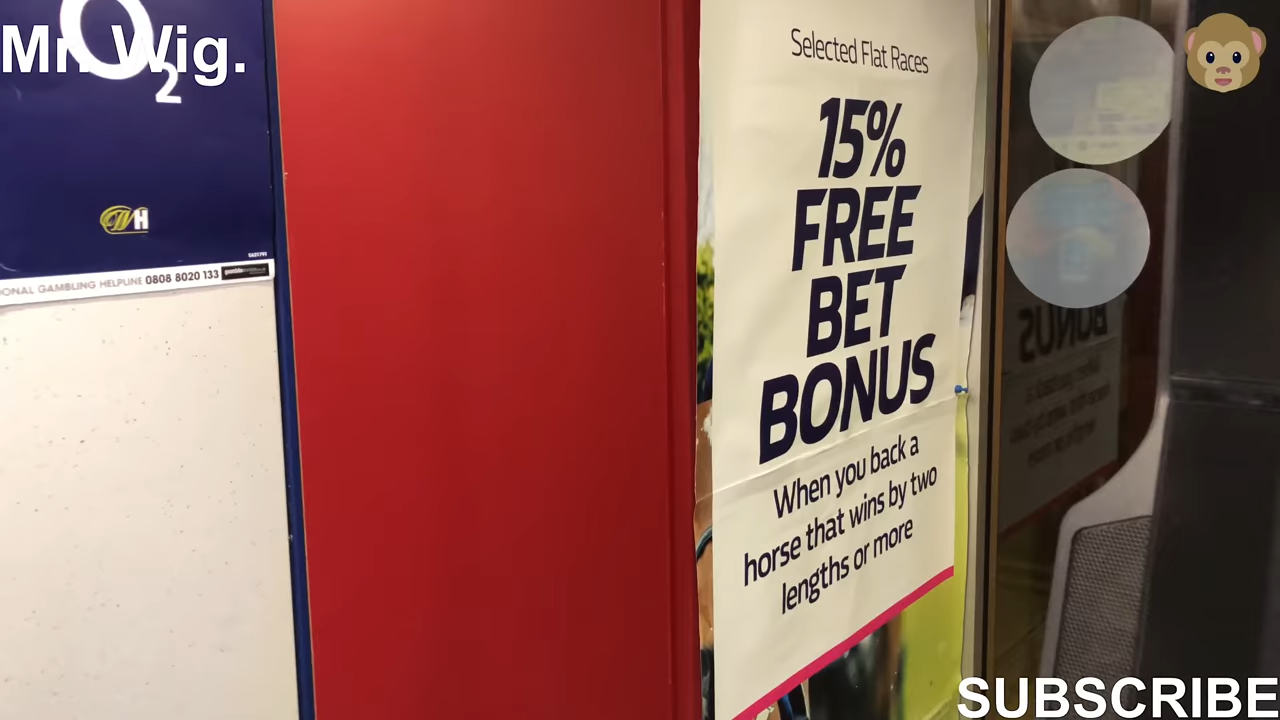 Mr. Wig.
O2
WH
ONAL GAMBLING HELPLINE 0808 8020 133
Selected Flat Races
15%
FREE
BET
BONUS
When you back a
horse that wins by two
lengths or more
BONUS
SUBSCRIBE